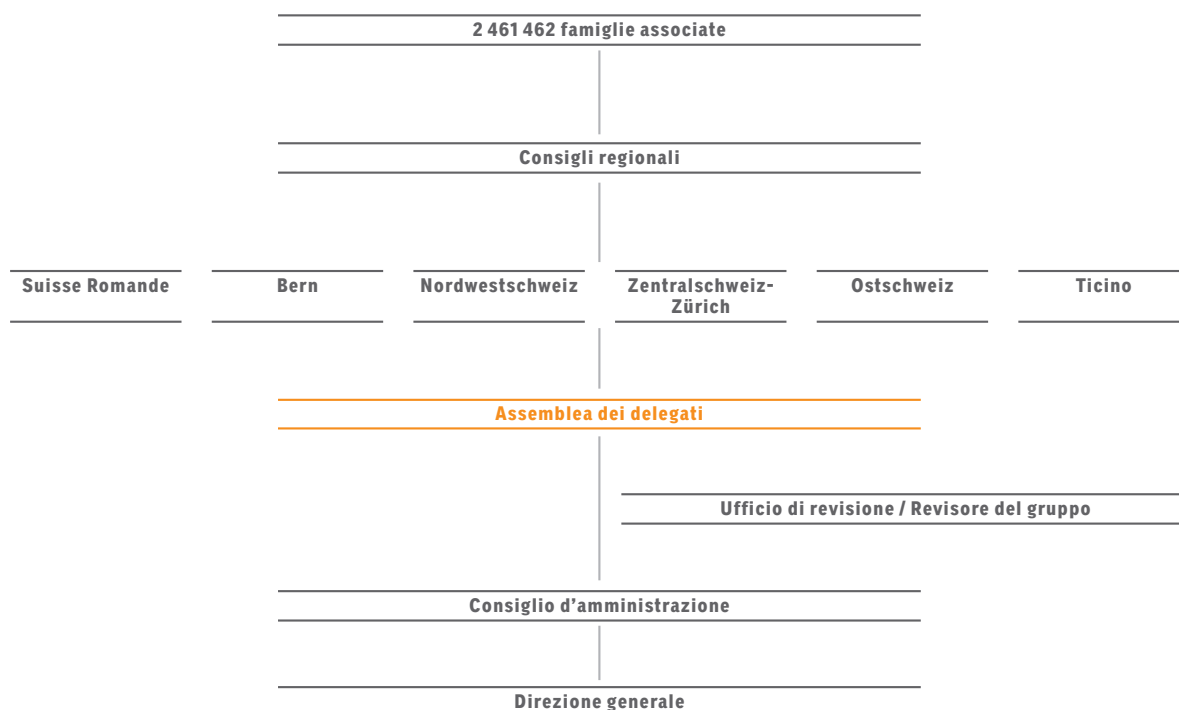 2 461 462 famiglie associate
Consigli regionali
Suisse Romande
Bern
Nordwestschweiz
Zentralschweiz-
Zürich
Ostschweiz
Ticino
Assemblea dei delegati
Ufficio di revisione / Revisore del gruppo
Consiglio d’amministrazione
Direzione generale